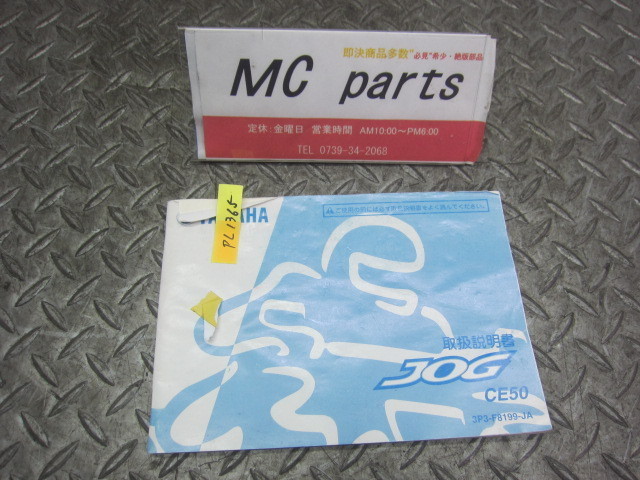 即決商品多数"必見"希少・絶版部品
MC parts
定休 金曜日 営業時間 AM10:00〜PM6:00
TEL 0739-34-2068
YAMAHA
PL1365
取扱説明書
JOG
CE50
3P3-F8199-JA